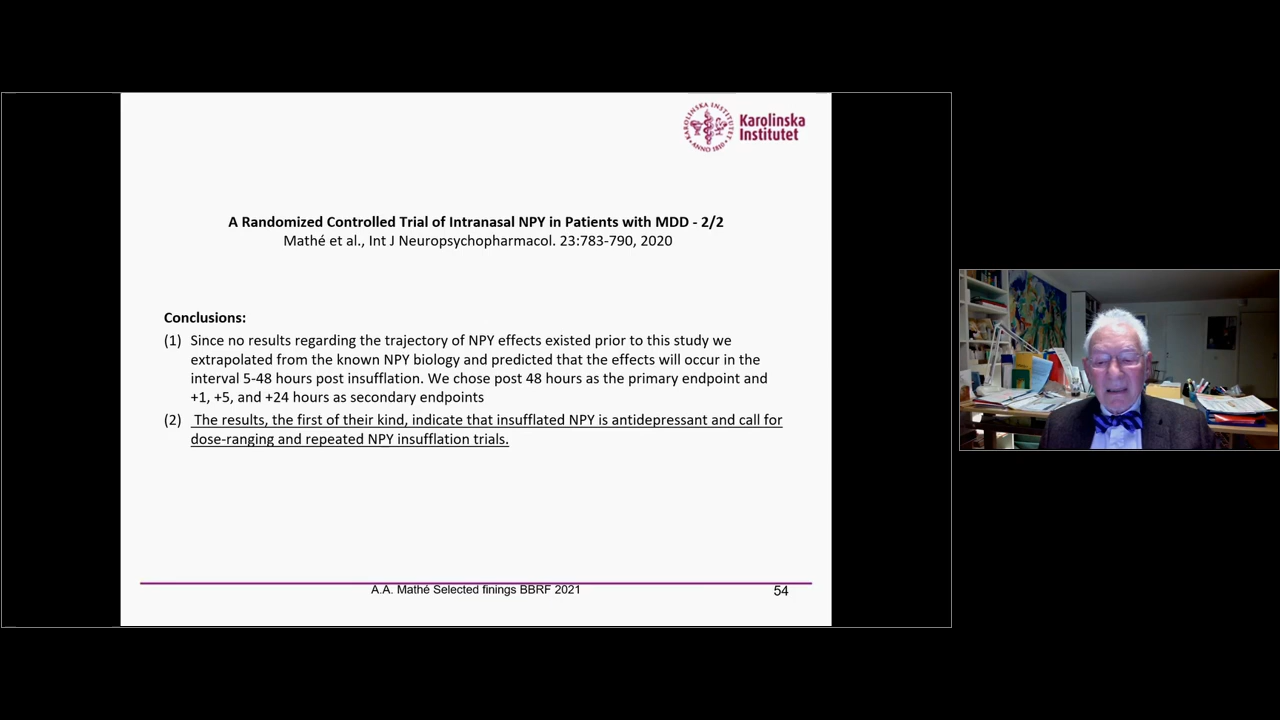 KAROLINSKA INSTITUTET
ANNO 1810
Karolinska
Institutet
A Randomized Controlled Trial of Intranasal NPY in Patients with MDD - 2/2
Mathé et al., Int J Neuropsychopharmacol. 23:783-790, 2020
Conclusions:
(1) Since no results regarding the trajectory of NPY effects existed prior to this study we
extrapolated from the known NPY biology and predicted that the effects will occur in the
interval 5-48 hours post insufflation. We chose post 48 hours as the primary endpoint and
+1, +5, and +24 hours as secondary endpoints
(2) The results, the first of their kind, indicate that insufflated NPY is antidepressant and call for
dose-ranging and repeated NPY insufflation trials.
A.A. Mathé Selected finings BBRF 2021
54